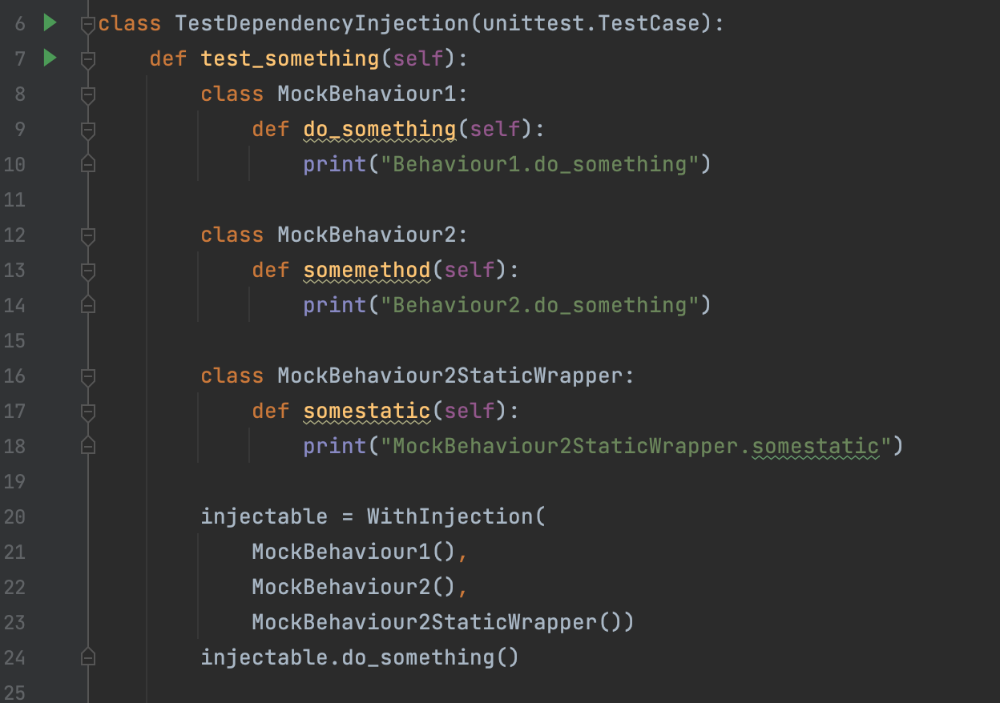 6 class TestDependencyInjection(unittest.TestCase):
7     def test_something(self):
8         class MockBehaviour1:
9             def do_something(self):
10                 print("Behaviour1.do_something")
11
12         class MockBehaviour2:
13             def somemethod(self):
14                 print("Behaviour2.do_something")
15
16         class MockBehaviour2StaticWrapper:
17             def somestatic(self):
18                 print("MockBehaviour2StaticWrapper.somestatic")
19
20         injectable = WithInjection(
21             MockBehaviour1(),
22             MockBehaviour2(),
23             MockBehaviour2StaticWrapper())
24         injectable.do_something()
25